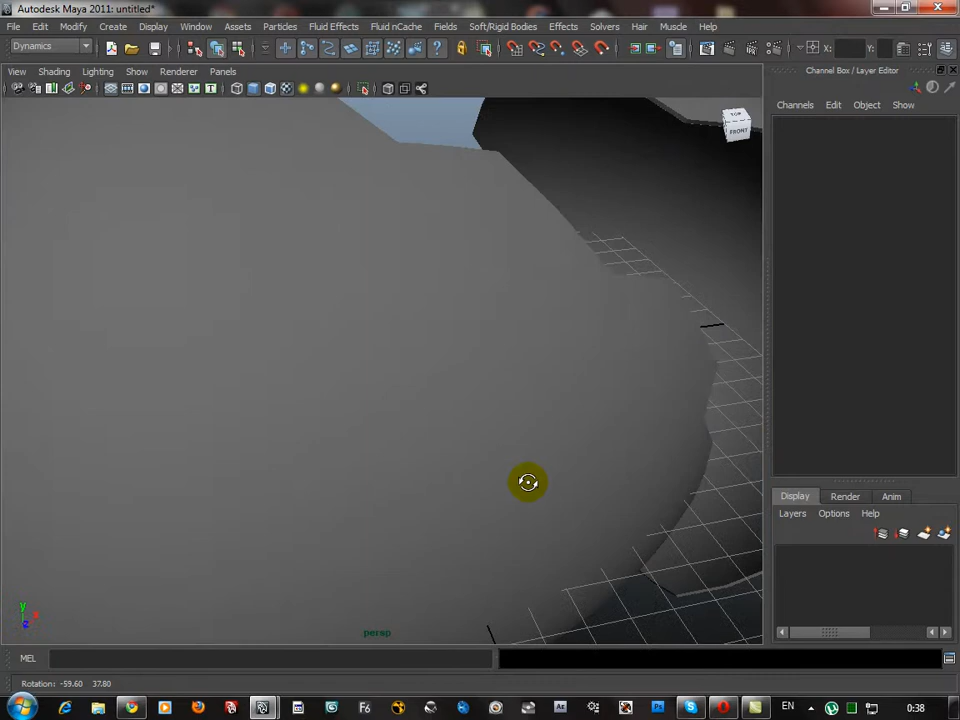 Autodesk Maya 2011: untitled*
File Edit Modify Create Display Window Assets Particles Fluid Effects Fluid nCache Fields Soft/Rigid Bodies Effects Solvers Hair Muscle Help
Dynamics X: Y:
View Shading Lighting Show Renderer Panels
Channel Box / Layer Editor
Channels Edit Object Show
TOP
FRONT
Display Render Anim
Layers Options Help
y
x
z
persp
MEL
Rotation: -59.60 37.80
F6 Ae Ps S EN 0:38